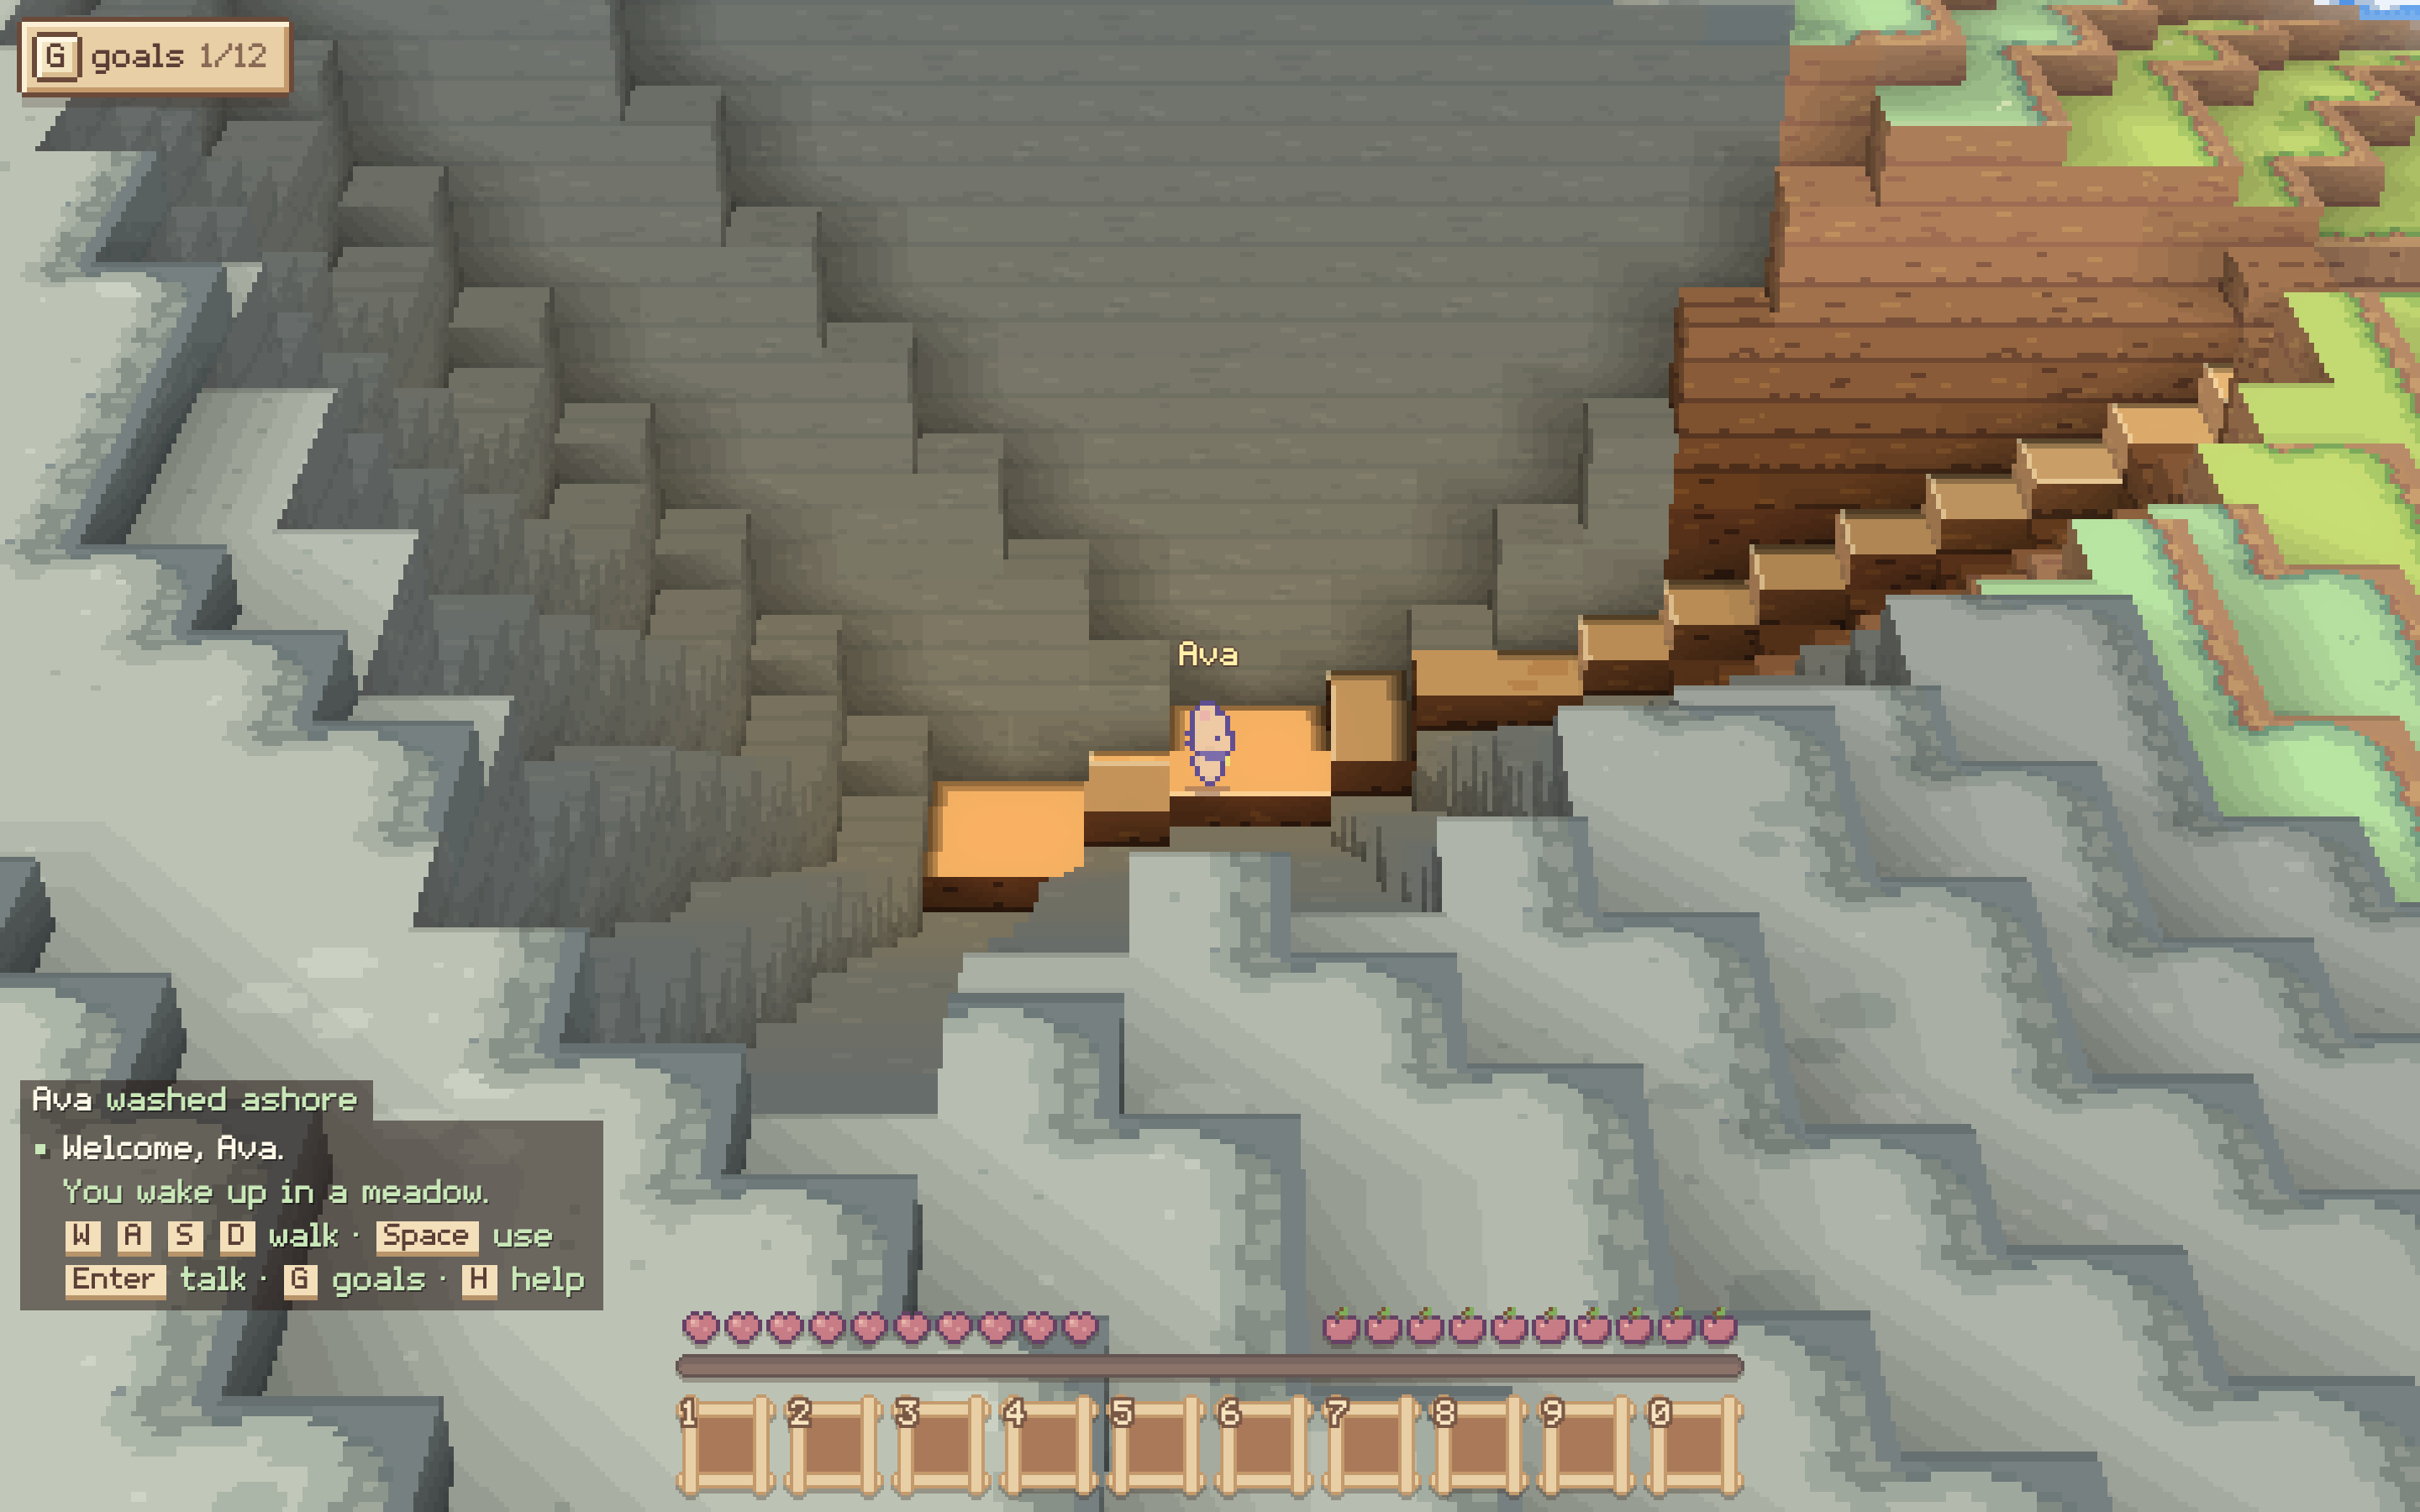 G goals 1/12
Ava
Ava washed ashore
Welcome, Ava.
You wake up in a meadow.
W A S D walk · Space use
Enter talk · G goals · H help
1 2 3 4 5 6 7 8 9 0